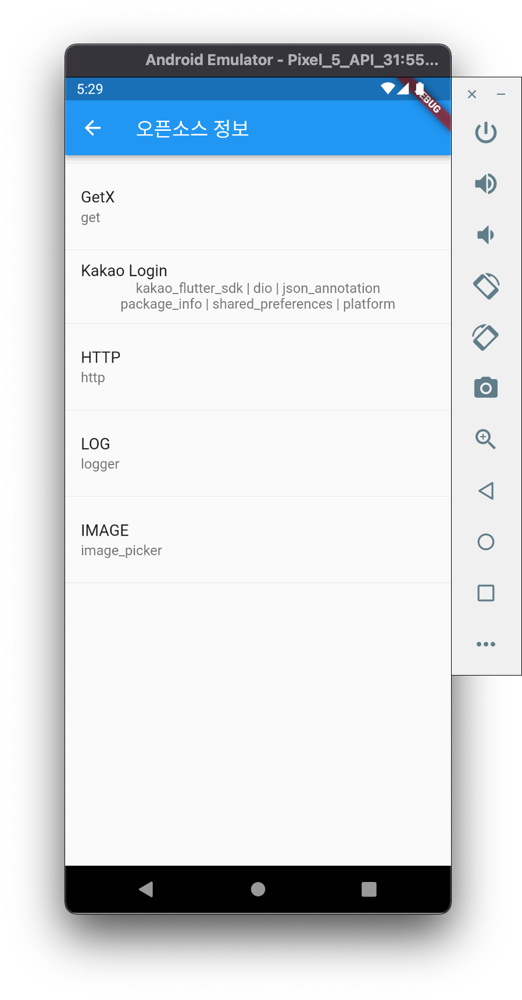 Android Emulator - Pixel_5_API_31:55...
5:29
DEBUG
오픈소스 정보
GetX
get
Kakao Login
kakao_flutter_sdk | dio | json_annotation
package_info | shared_preferences | platform
HTTP
http
LOG
logger
IMAGE
image_picker